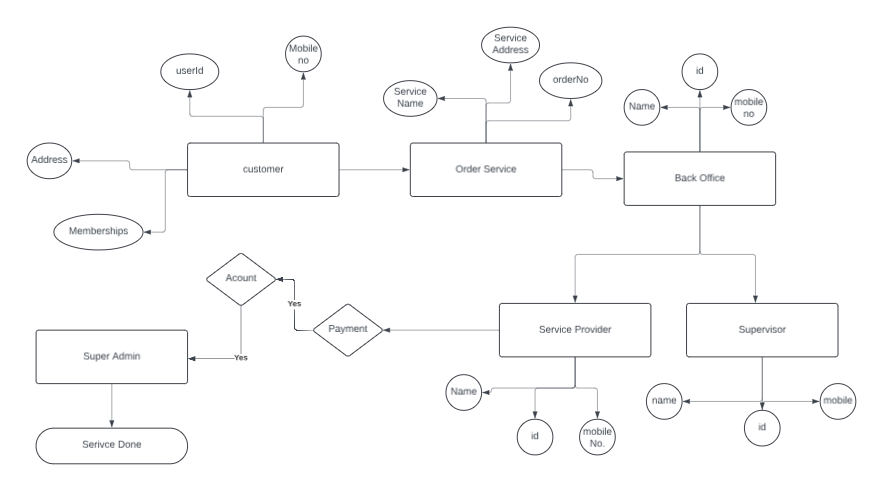 Service
Address
Mobile
no
userId
id
orderNo
Service
Name
Name
mobile
no
Address
customer
Order Service
Back Office
Memberships
Acount
Yes
Payment
Service Provider
Supervisor
Super Admin
Yes
Name
name
mobile
id
id
mobile
No.
Serivce Done